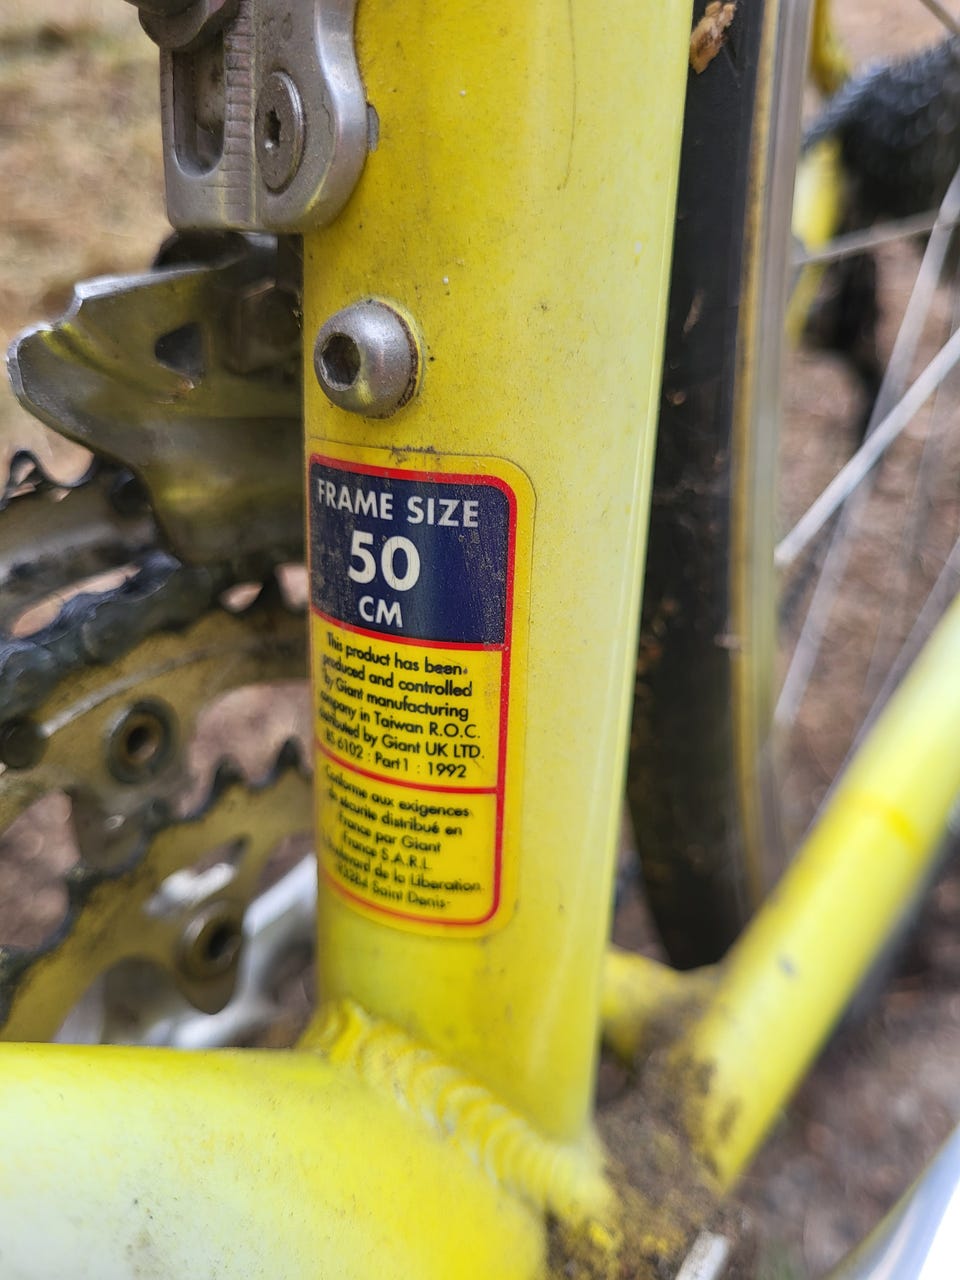 FRAME SIZE
50
CM
This product has been
produced and controlled
by Giant manufacturing
company in Taiwan R.O.C.
distributed by Giant UK LTD.
BS 6102 : Part 1 : 1992
Conforme aux exigences
de sécurité distribué en
France par Giant
France S.A.R.L.
Boulevard de la Liberation
93284 Saint Denis